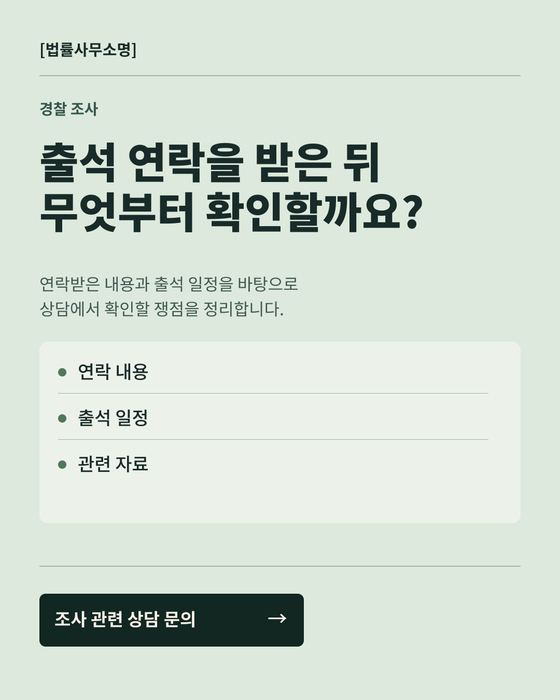 [법률사무소명]
경찰 조사
출석 연락을 받은 뒤
무엇부터 확인할까요?
연락받은 내용과 출석 일정을 바탕으로
상담에서 확인할 쟁점을 정리합니다.
연락 내용
출석 일정
관련 자료
조사 관련 상담 문의 →